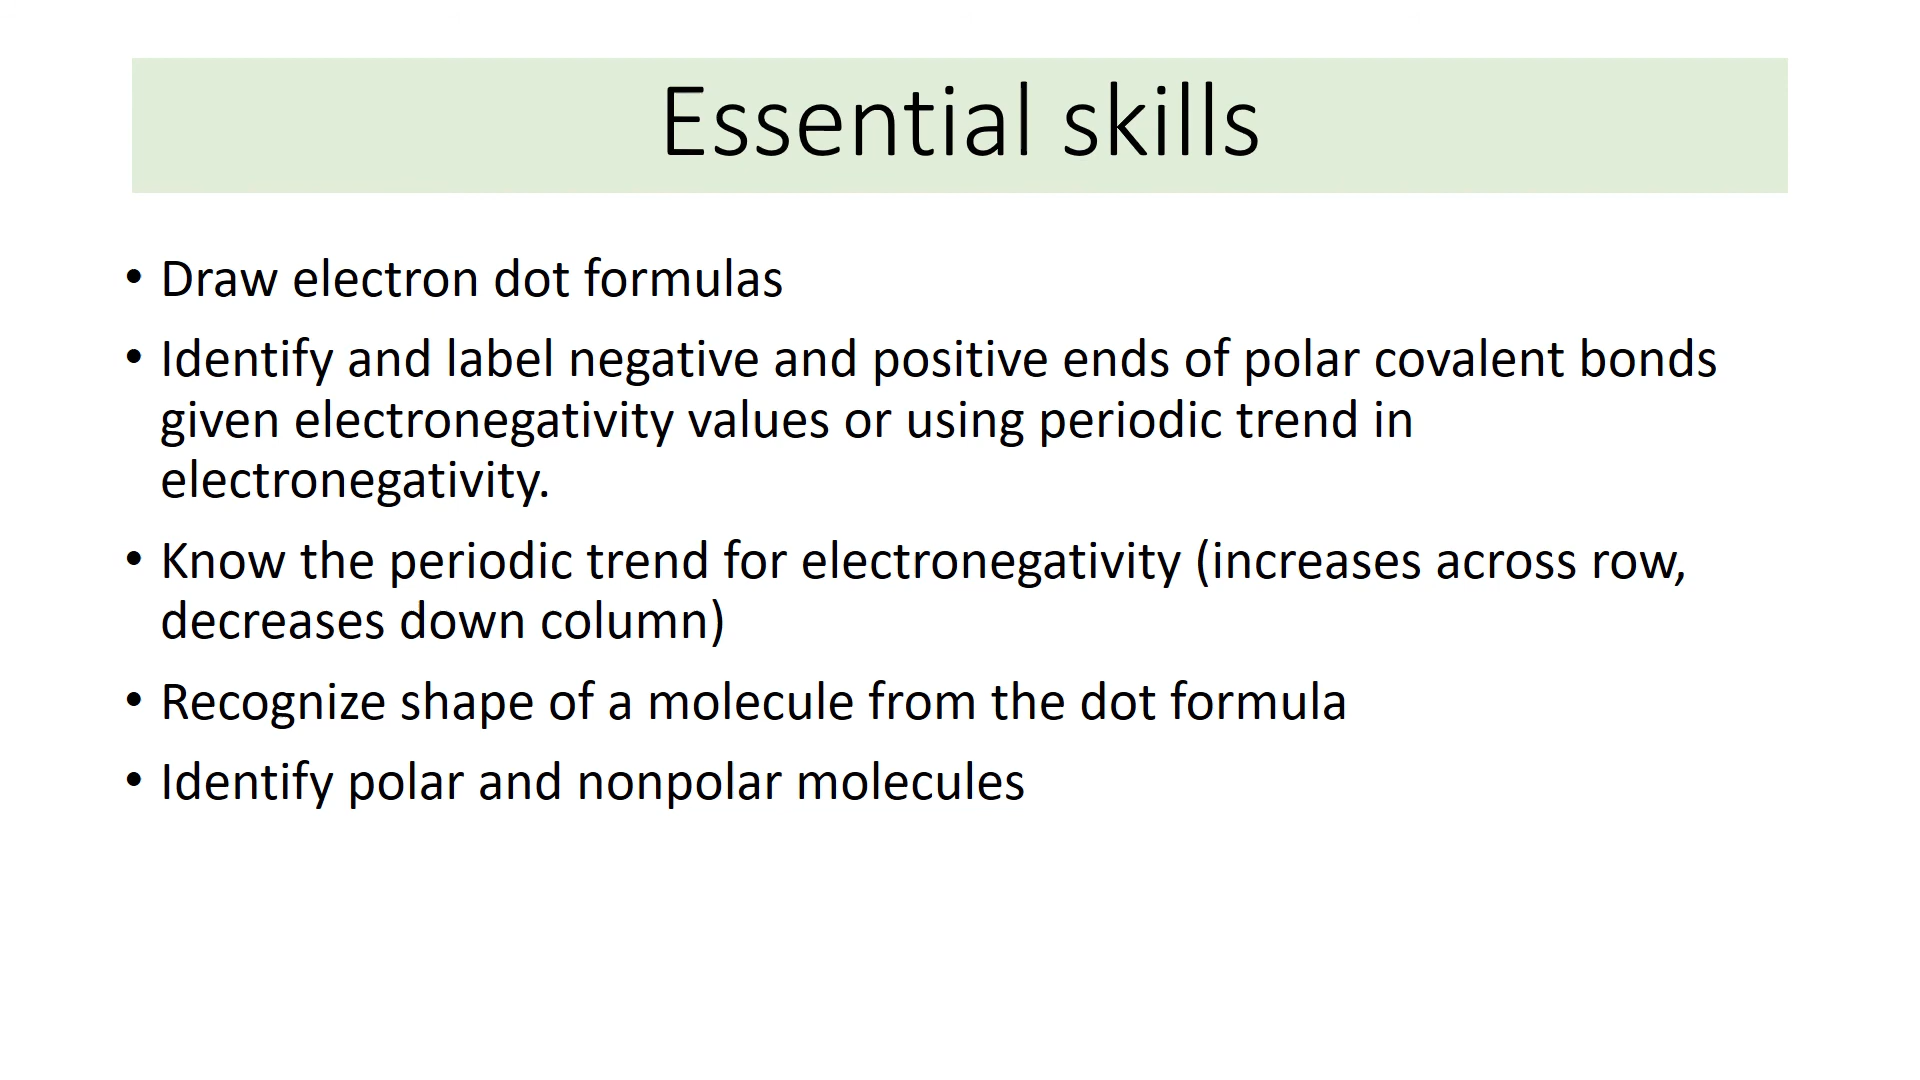 Essential skills
• Draw electron dot formulas
• Identify and label negative and positive ends of polar covalent bonds
given electronegativity values or using periodic trend in
electronegativity.
• Know the periodic trend for electronegativity (increases across row,
decreases down column)
• Recognize shape of a molecule from the dot formula
• Identify polar and nonpolar molecules